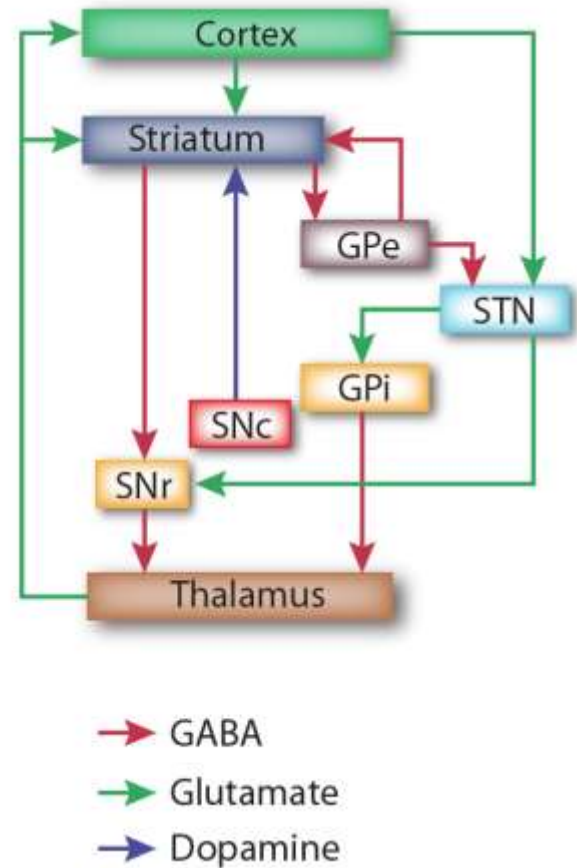 Cortex
Striatum
GPe
STN
GPi
SNc
SNr
Thalamus
GABA
Glutamate
Dopamine